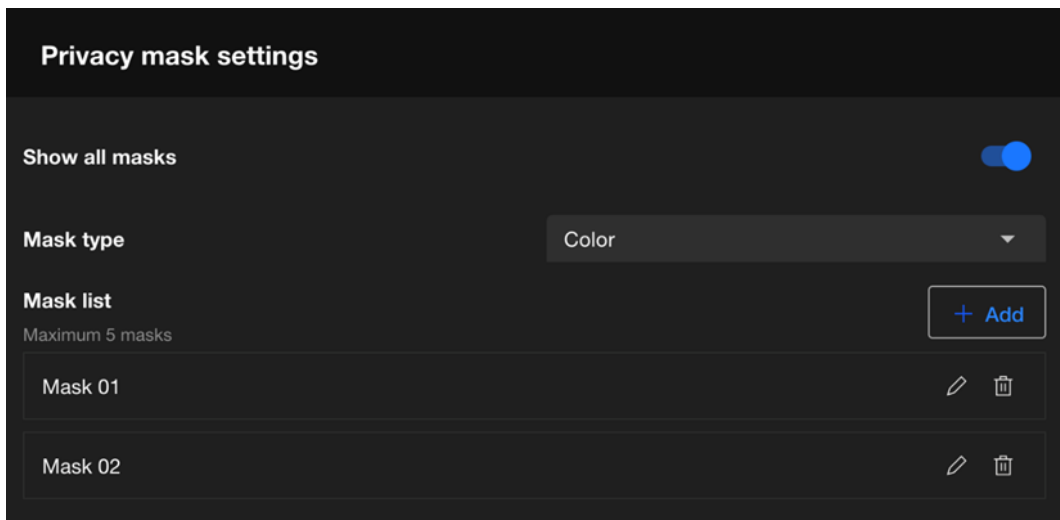 Privacy mask settings
Show all masks
Mask type Color
Mask list
+ Add
Maximum 5 masks
Mask 01
Mask 02